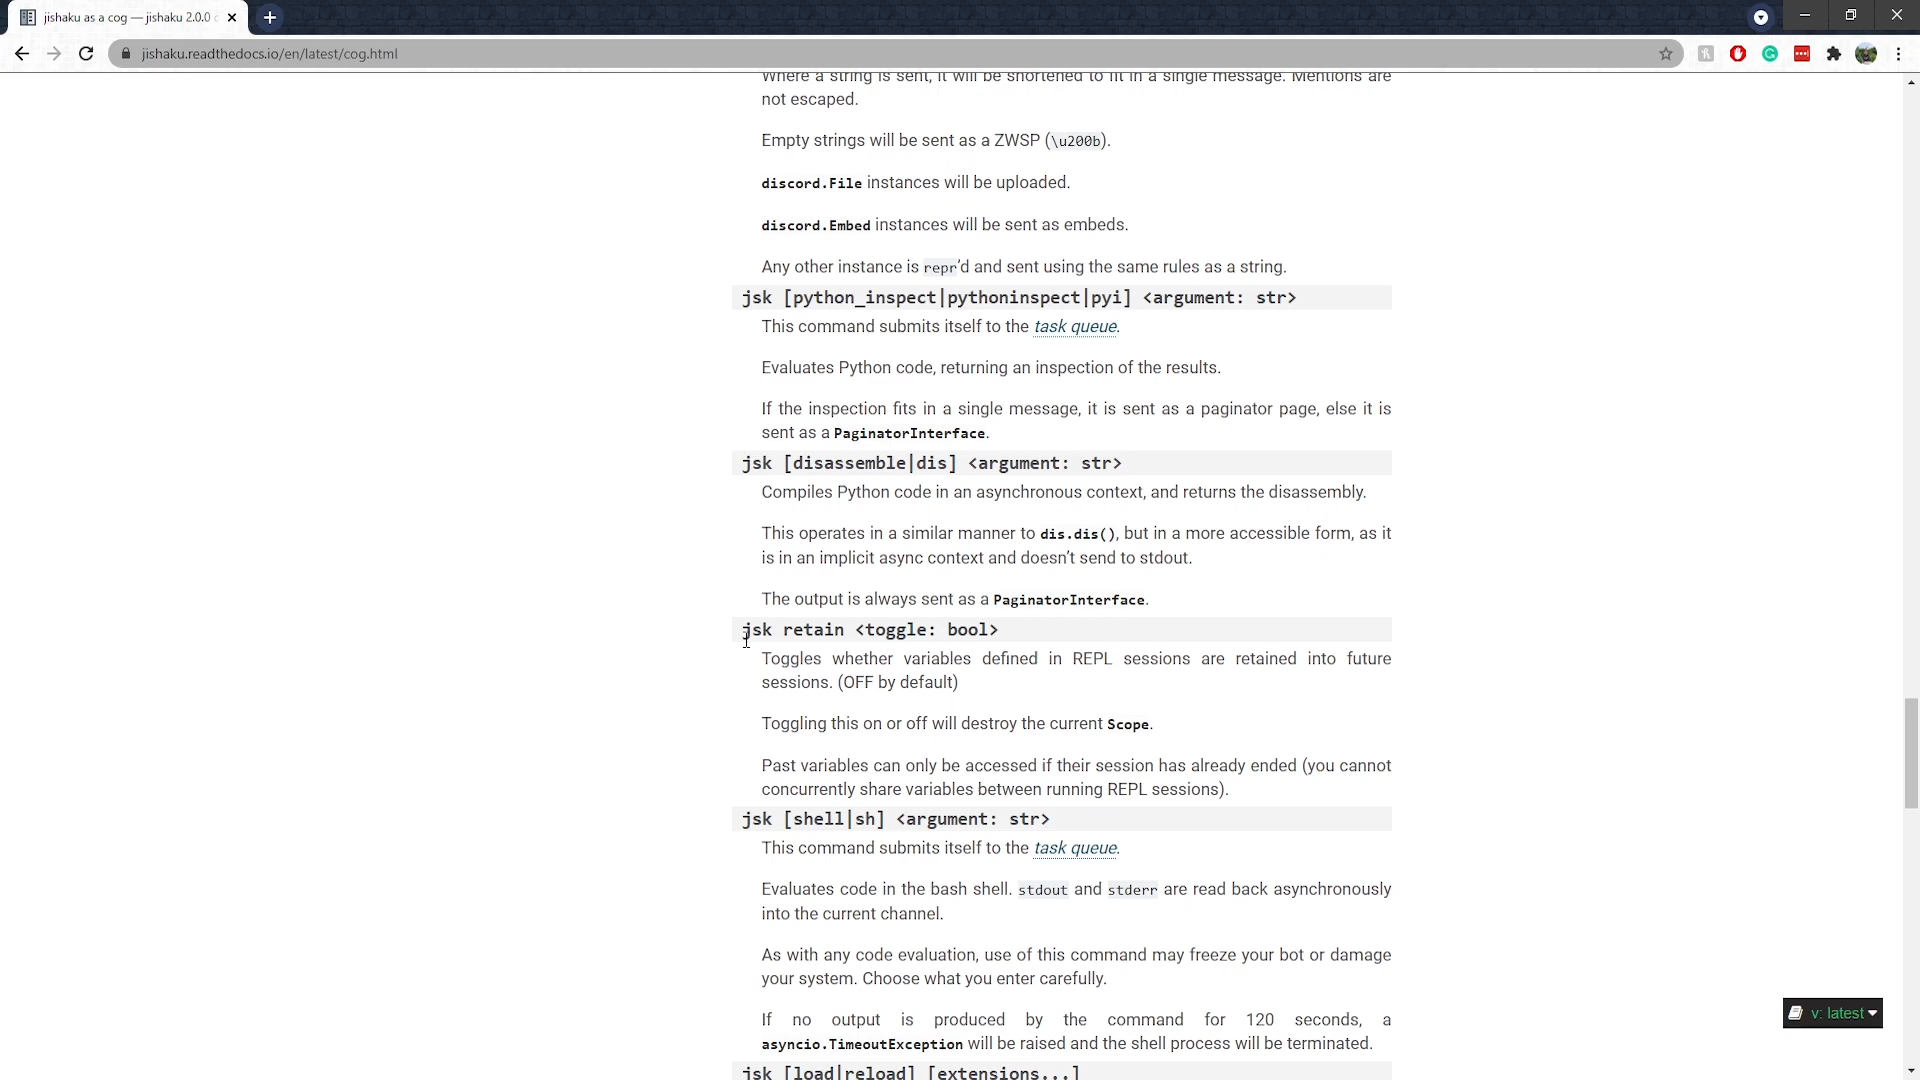 jishaku as a cog — jishaku 2.0.0
jishaku.readthedocs.io/en/latest/cog.html
Where a string is sent, it will be shortened to fit in a single message. Mentions are
not escaped.
Empty strings will be sent as a ZWSP (\u200b).
discord.File instances will be uploaded.
discord.Embed instances will be sent as embeds.
Any other instance is repr’d and sent using the same rules as a string.
jsk [python_inspect|pythoninspect|pyi] <argument: str>
This command submits itself to the task queue.
Evaluates Python code, returning an inspection of the results.
If the inspection fits in a single message, it is sent as a paginator page, else it is
sent as a PaginatorInterface.
jsk [disassemble|dis] <argument: str>
Compiles Python code in an asynchronous context, and returns the disassembly.
This operates in a similar manner to dis.dis(), but in a more accessible form, as it
is in an implicit async context and doesn’t send to stdout.
The output is always sent as a PaginatorInterface.
jsk retain <toggle: bool>
Toggles whether variables defined in REPL sessions are retained into future
sessions. (OFF by default)
Toggling this on or off will destroy the current Scope.
Past variables can only be accessed if their session has already ended (you cannot
concurrently share variables between running REPL sessions).
jsk [shell|sh] <argument: str>
This command submits itself to the task queue.
Evaluates code in the bash shell. stdout and stderr are read back asynchronously
into the current channel.
As with any code evaluation, use of this command may freeze your bot or damage
your system. Choose what you enter carefully.
If no output is produced by the command for 120 seconds, a
asyncio.TimeoutException will be raised and the shell process will be terminated.
jsk [load|reload] [extensions...]
v: latest